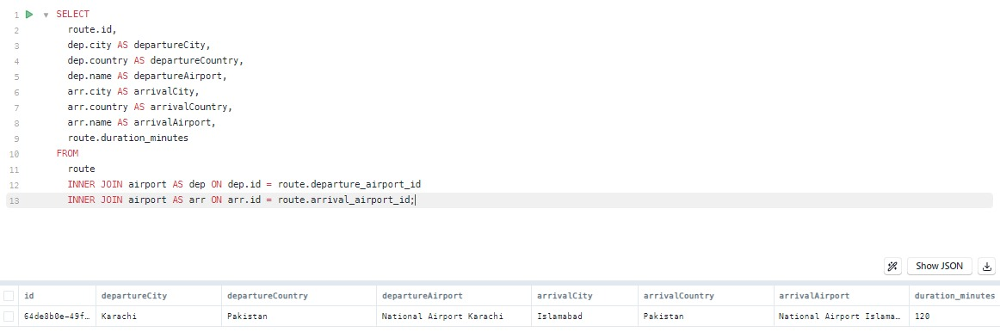 1 SELECT
2 route.id,
3 dep.city AS departureCity,
4 dep.country AS departureCountry,
5 dep.name AS departureAirport,
6 arr.city AS arrivalCity,
7 arr.country AS arrivalCountry,
8 arr.name AS arrivalAirport,
9 route.duration_minutes
10 FROM
11 route
12 INNER JOIN airport AS dep ON dep.id = route.departure_airport_id
13 INNER JOIN airport AS arr ON arr.id = route.arrival_airport_id;
Show JSON
id departureCity departureCountry departureAirport arrivalCity arrivalCountry arrivalAirport duration_minutes
64de8b0e-49f… Karachi Pakistan National Airport Karachi Islamabad Pakistan National Airport Islama… 120